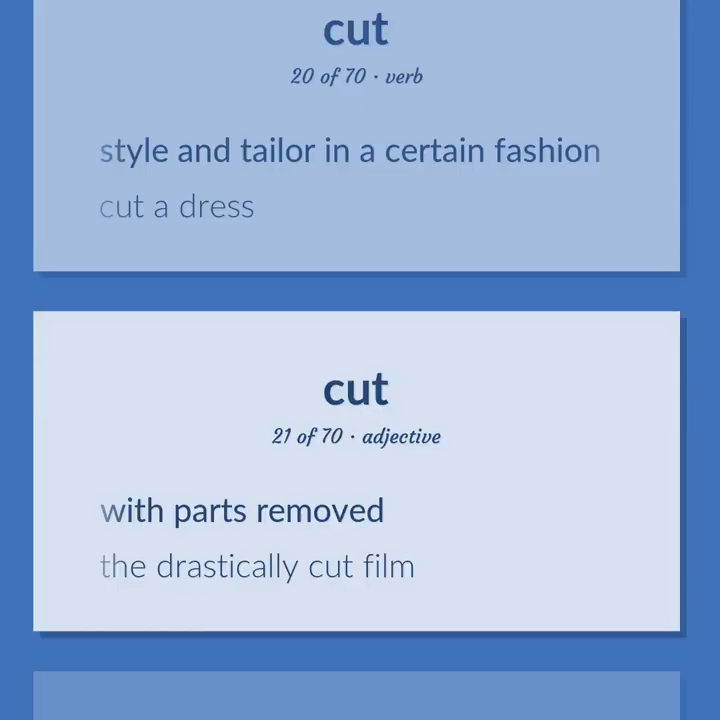 cut
20 of 70 · verb
style and tailor in a certain fashion
cut a dress
cut
21 of 70 · adjective
with parts removed
the drastically cut film